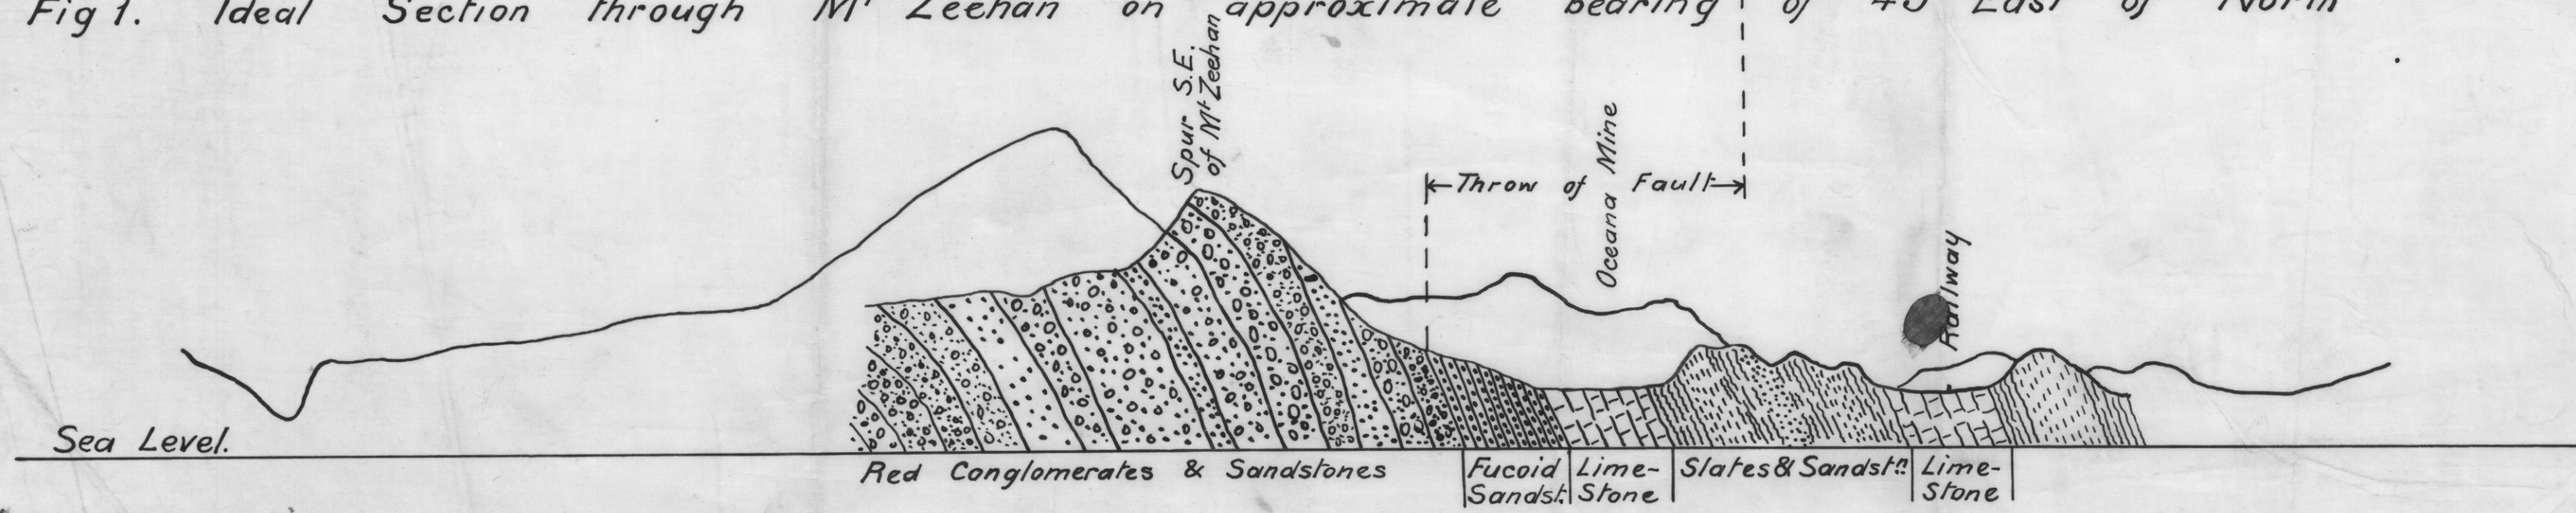 Fig 1. Ideal Section through Mt Zeehan on approximate bearing of 45 East of North
Spur S.E.
of Mt Zeehan
Throw of Fault
Oceana Mine
Railway
Sea Level.
Red Conglomerates & Sandstones
Fucoid
Sandst.
Lime-
Stone
Slates & Sandstn
Lime-
Stone